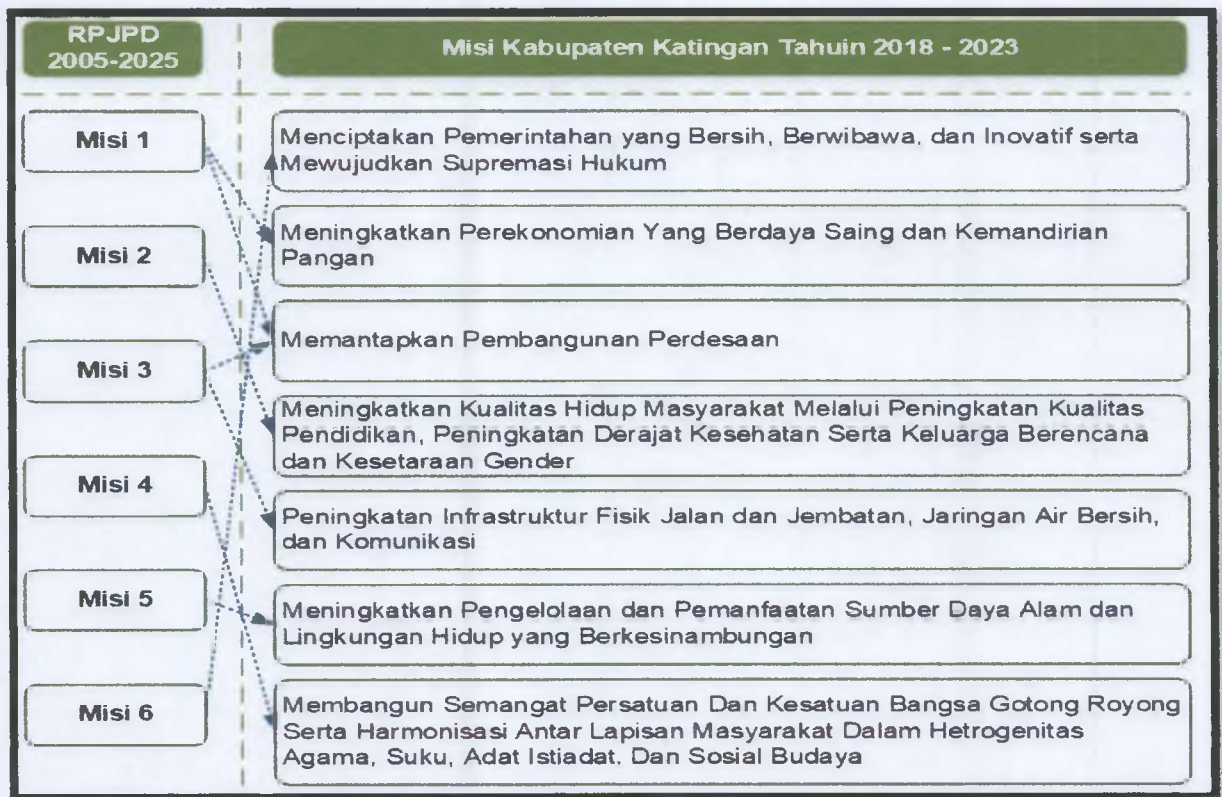 RPJPD
2005-2025
Misi Kabupaten Katingan Tahuin 2018 - 2023
Misi 1
Misi 2
Misi 3
Misi 4
Misi 5
Misi 6
Menciptakan Pemerintahan yang Bersih, Berwibawa, dan Inovatif serta
Mewujudkan Supremasi Hukum
Meningkatkan Perekonomian Yang Berdaya Saing dan Kemandirian
Pangan
Memantapkan Pembangunan Perdesaan
Meningkatkan Kualitas Hidup Masyarakat Melalui Peningkatan Kualitas
Pendidikan, Peningkatan Derajat Kesehatan Serta Keluarga Berencana
dan Kesetaraan Gender
Peningkatan Infrastruktur Fisik Jalan dan Jembatan, Jaringan Air Bersih,
dan Komunikasi
Meningkatkan Pengelolaan dan Pemanfaatan Sumber Daya Alam dan
Lingkungan Hidup yang Berkesinambungan
Membangun Semangat Persatuan Dan Kesatuan Bangsa Gotong Royong
Serta Harmonisasi Antar Lapisan Masyarakat Dalam Hetrogenitas
Agama, Suku, Adat Istiadat, Dan Sosial Budaya